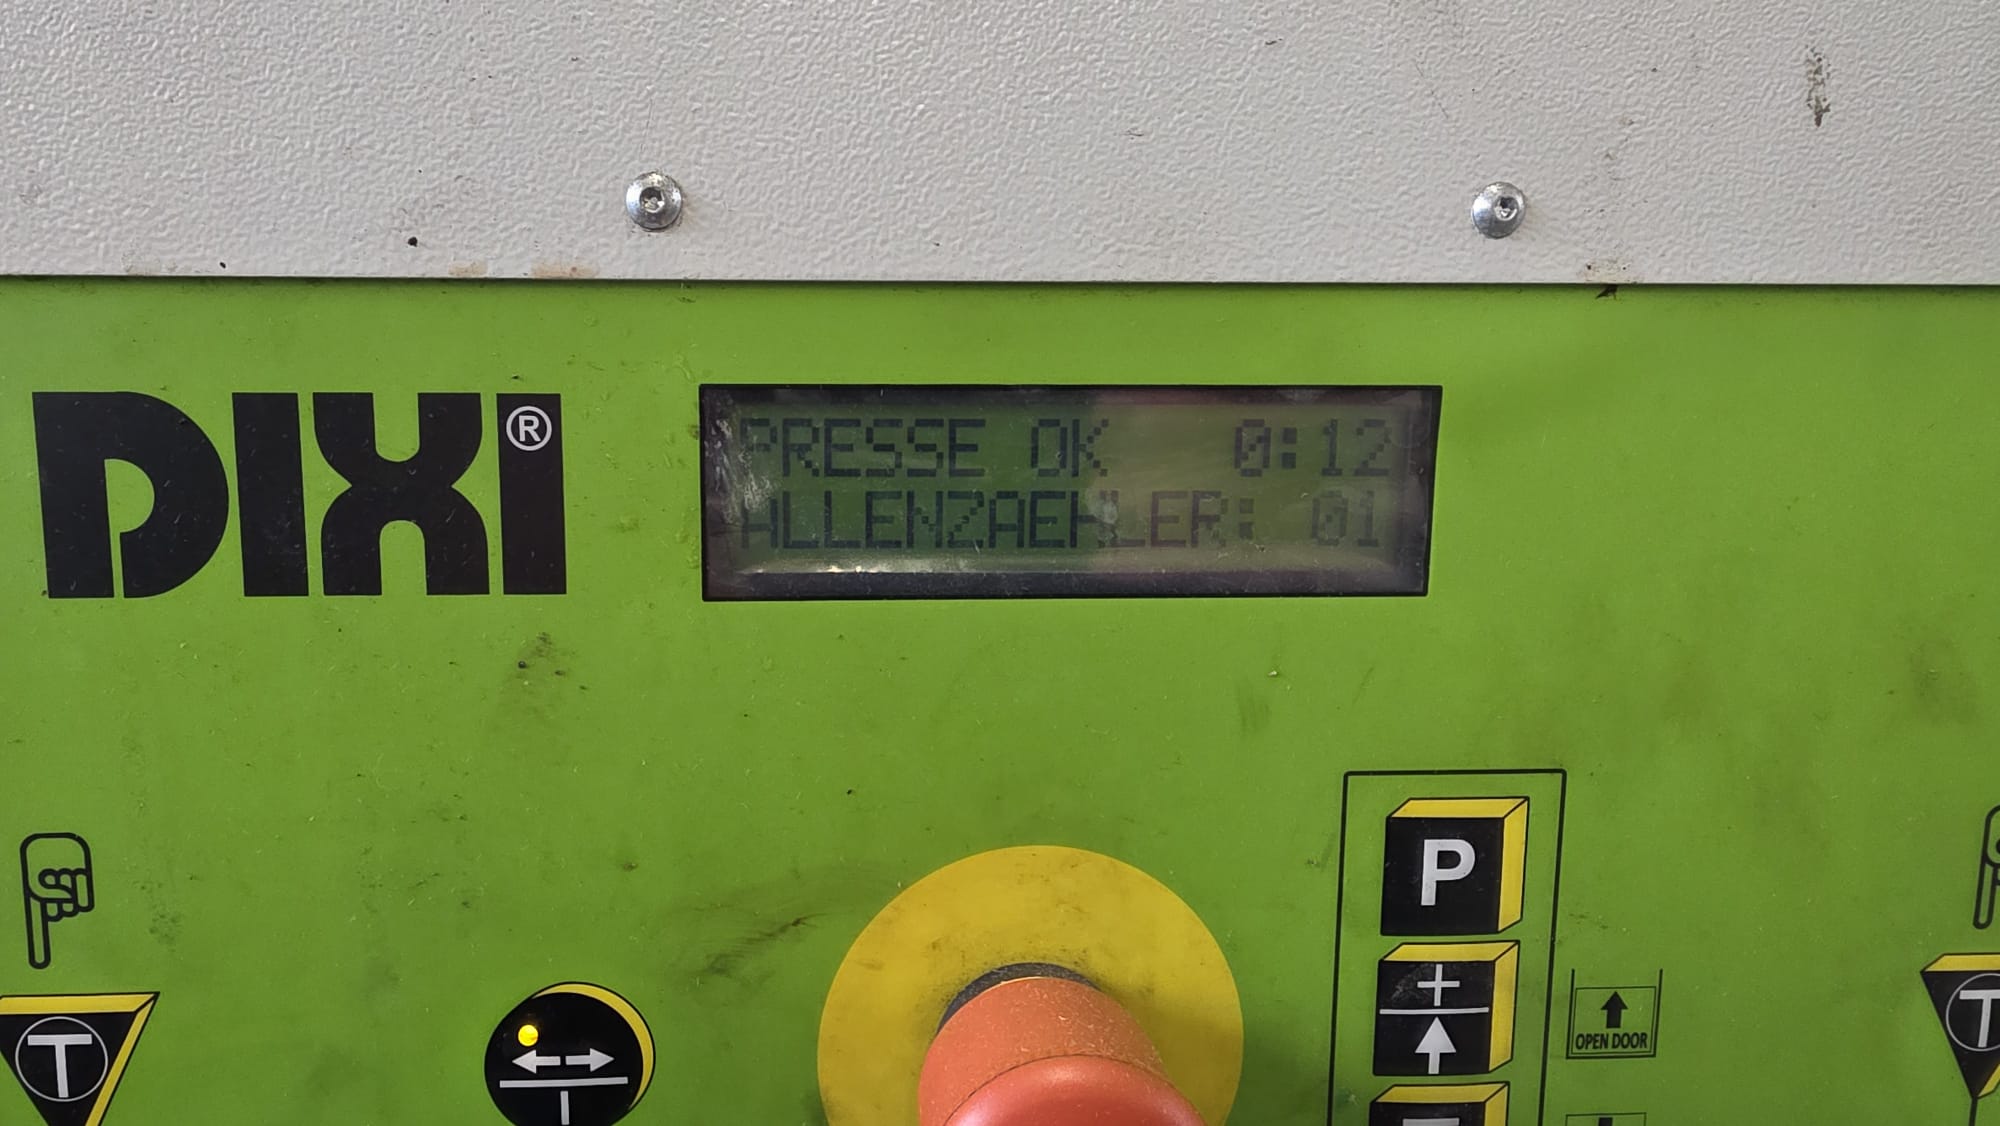 DIXI®
PRESSE OK 0:12
ALLENZAEHLER: 01
P
+
T
OPEN DOOR
T